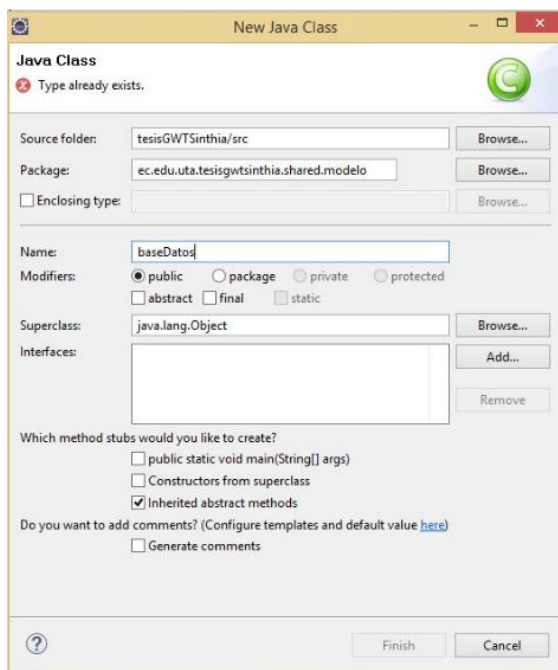 New Java Class
Java Class
Type already exists.
Source folder: tesisGWTSinthia/src Browse...
Package: ec.edu.uta.tesisgwtsinthia.shared.modelo Browse...
Enclosing type: Browse...
Name: baseDatos
Modifiers: public package private protected
abstract final static
Superclass: java.lang.Object Browse...
Interfaces: Add...
Remove
Which method stubs would you like to create?
public static void main(String[] args)
Constructors from superclass
Inherited abstract methods
Do you want to add comments? (Configure templates and default value here)
Generate comments
Finish Cancel